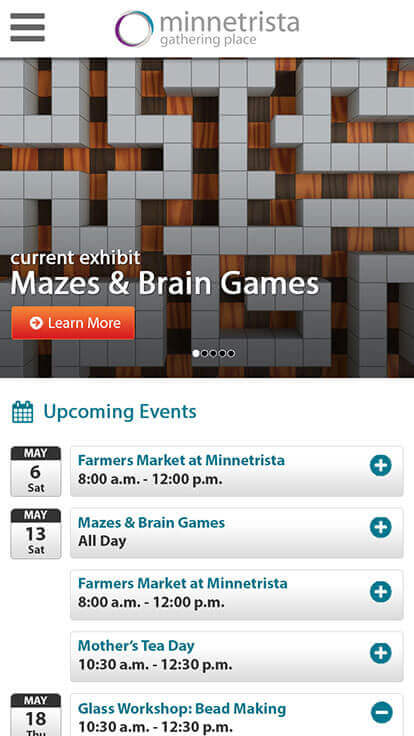 minnetrista
gathering place
current exhibit
Mazes & Brain Games
Learn More
Upcoming Events
MAY
6
Sat
Farmers Market at Minnetrista
8:00 a.m. - 12:00 p.m.
MAY
13
Sat
Mazes & Brain Games
All Day
Farmers Market at Minnetrista
8:00 a.m. - 12:00 p.m.
Mother's Tea Day
10:30 a.m. - 12:30 p.m.
MAY
18
Thu
Glass Workshop: Bead Making
10:30 a.m. - 12:30 p.m.